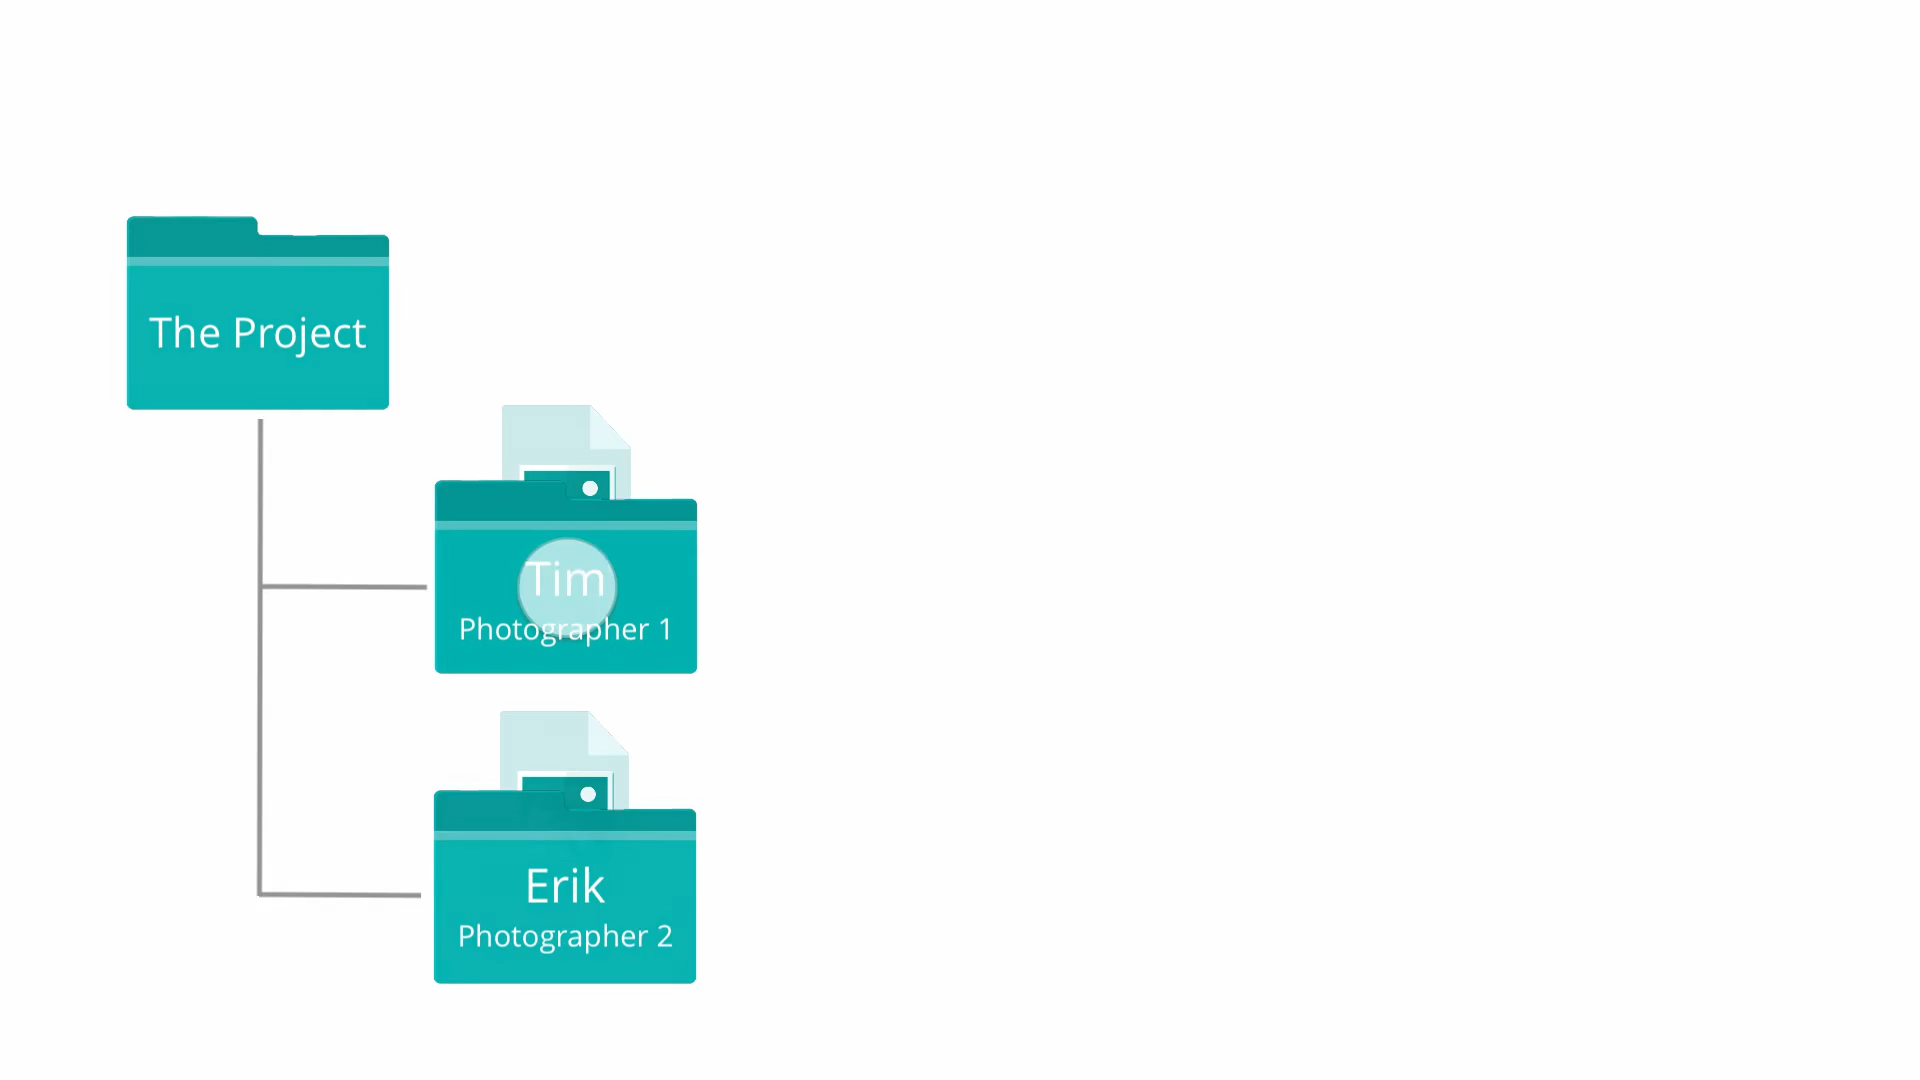 The Project
Tim
Photographer 1
Erik
Photographer 2